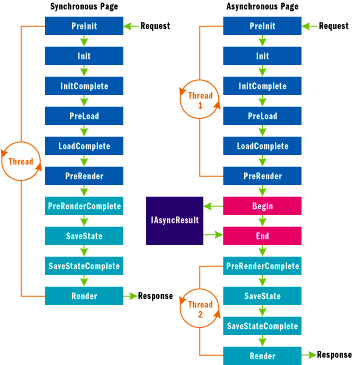 Synchronous Page
PreInit
Request
Init
InitComplete
PreLoad
LoadComplete
PreRender
Thread
PreRenderComplete
SaveState
SaveStateComplete
Render
Response
Asynchronous Page
PreInit
Request
Init
InitComplete
PreLoad
LoadComplete
PreRender
Thread
1
Begin
IAsyncResult
End
PreRenderComplete
SaveState
SaveStateComplete
Thread
2
Render
Response